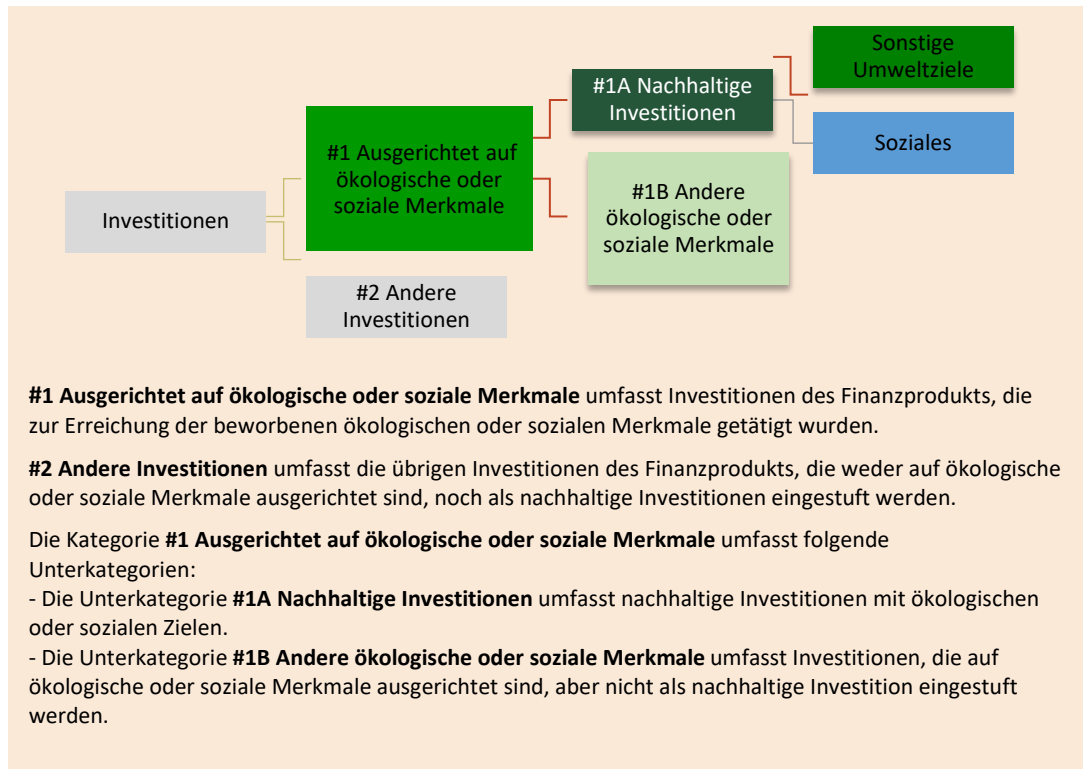 Sonstige
Umweltziele
#1A Nachhaltige
Investitionen
Soziales
#1 Ausgerichtet auf
ökologische oder
soziale Merkmale
#1B Andere
ökologische oder
soziale Merkmale
Investitionen
#2 Andere
Investitionen
#1 Ausgerichtet auf ökologische oder soziale Merkmale umfasst Investitionen des Finanzprodukts, die
zur Erreichung der beworbenen ökologischen oder sozialen Merkmale getätigt wurden.
#2 Andere Investitionen umfasst die übrigen Investitionen des Finanzprodukts, die weder auf ökologische
oder soziale Merkmale ausgerichtet sind, noch als nachhaltige Investitionen eingestuft werden.
Die Kategorie #1 Ausgerichtet auf ökologische oder soziale Merkmale umfasst folgende
Unterkategorien:
- Die Unterkategorie #1A Nachhaltige Investitionen umfasst nachhaltige Investitionen mit ökologischen
oder sozialen Zielen.
- Die Unterkategorie #1B Andere ökologische oder soziale Merkmale umfasst Investitionen, die auf
ökologische oder soziale Merkmale ausgerichtet sind, aber nicht als nachhaltige Investition eingestuft
werden.